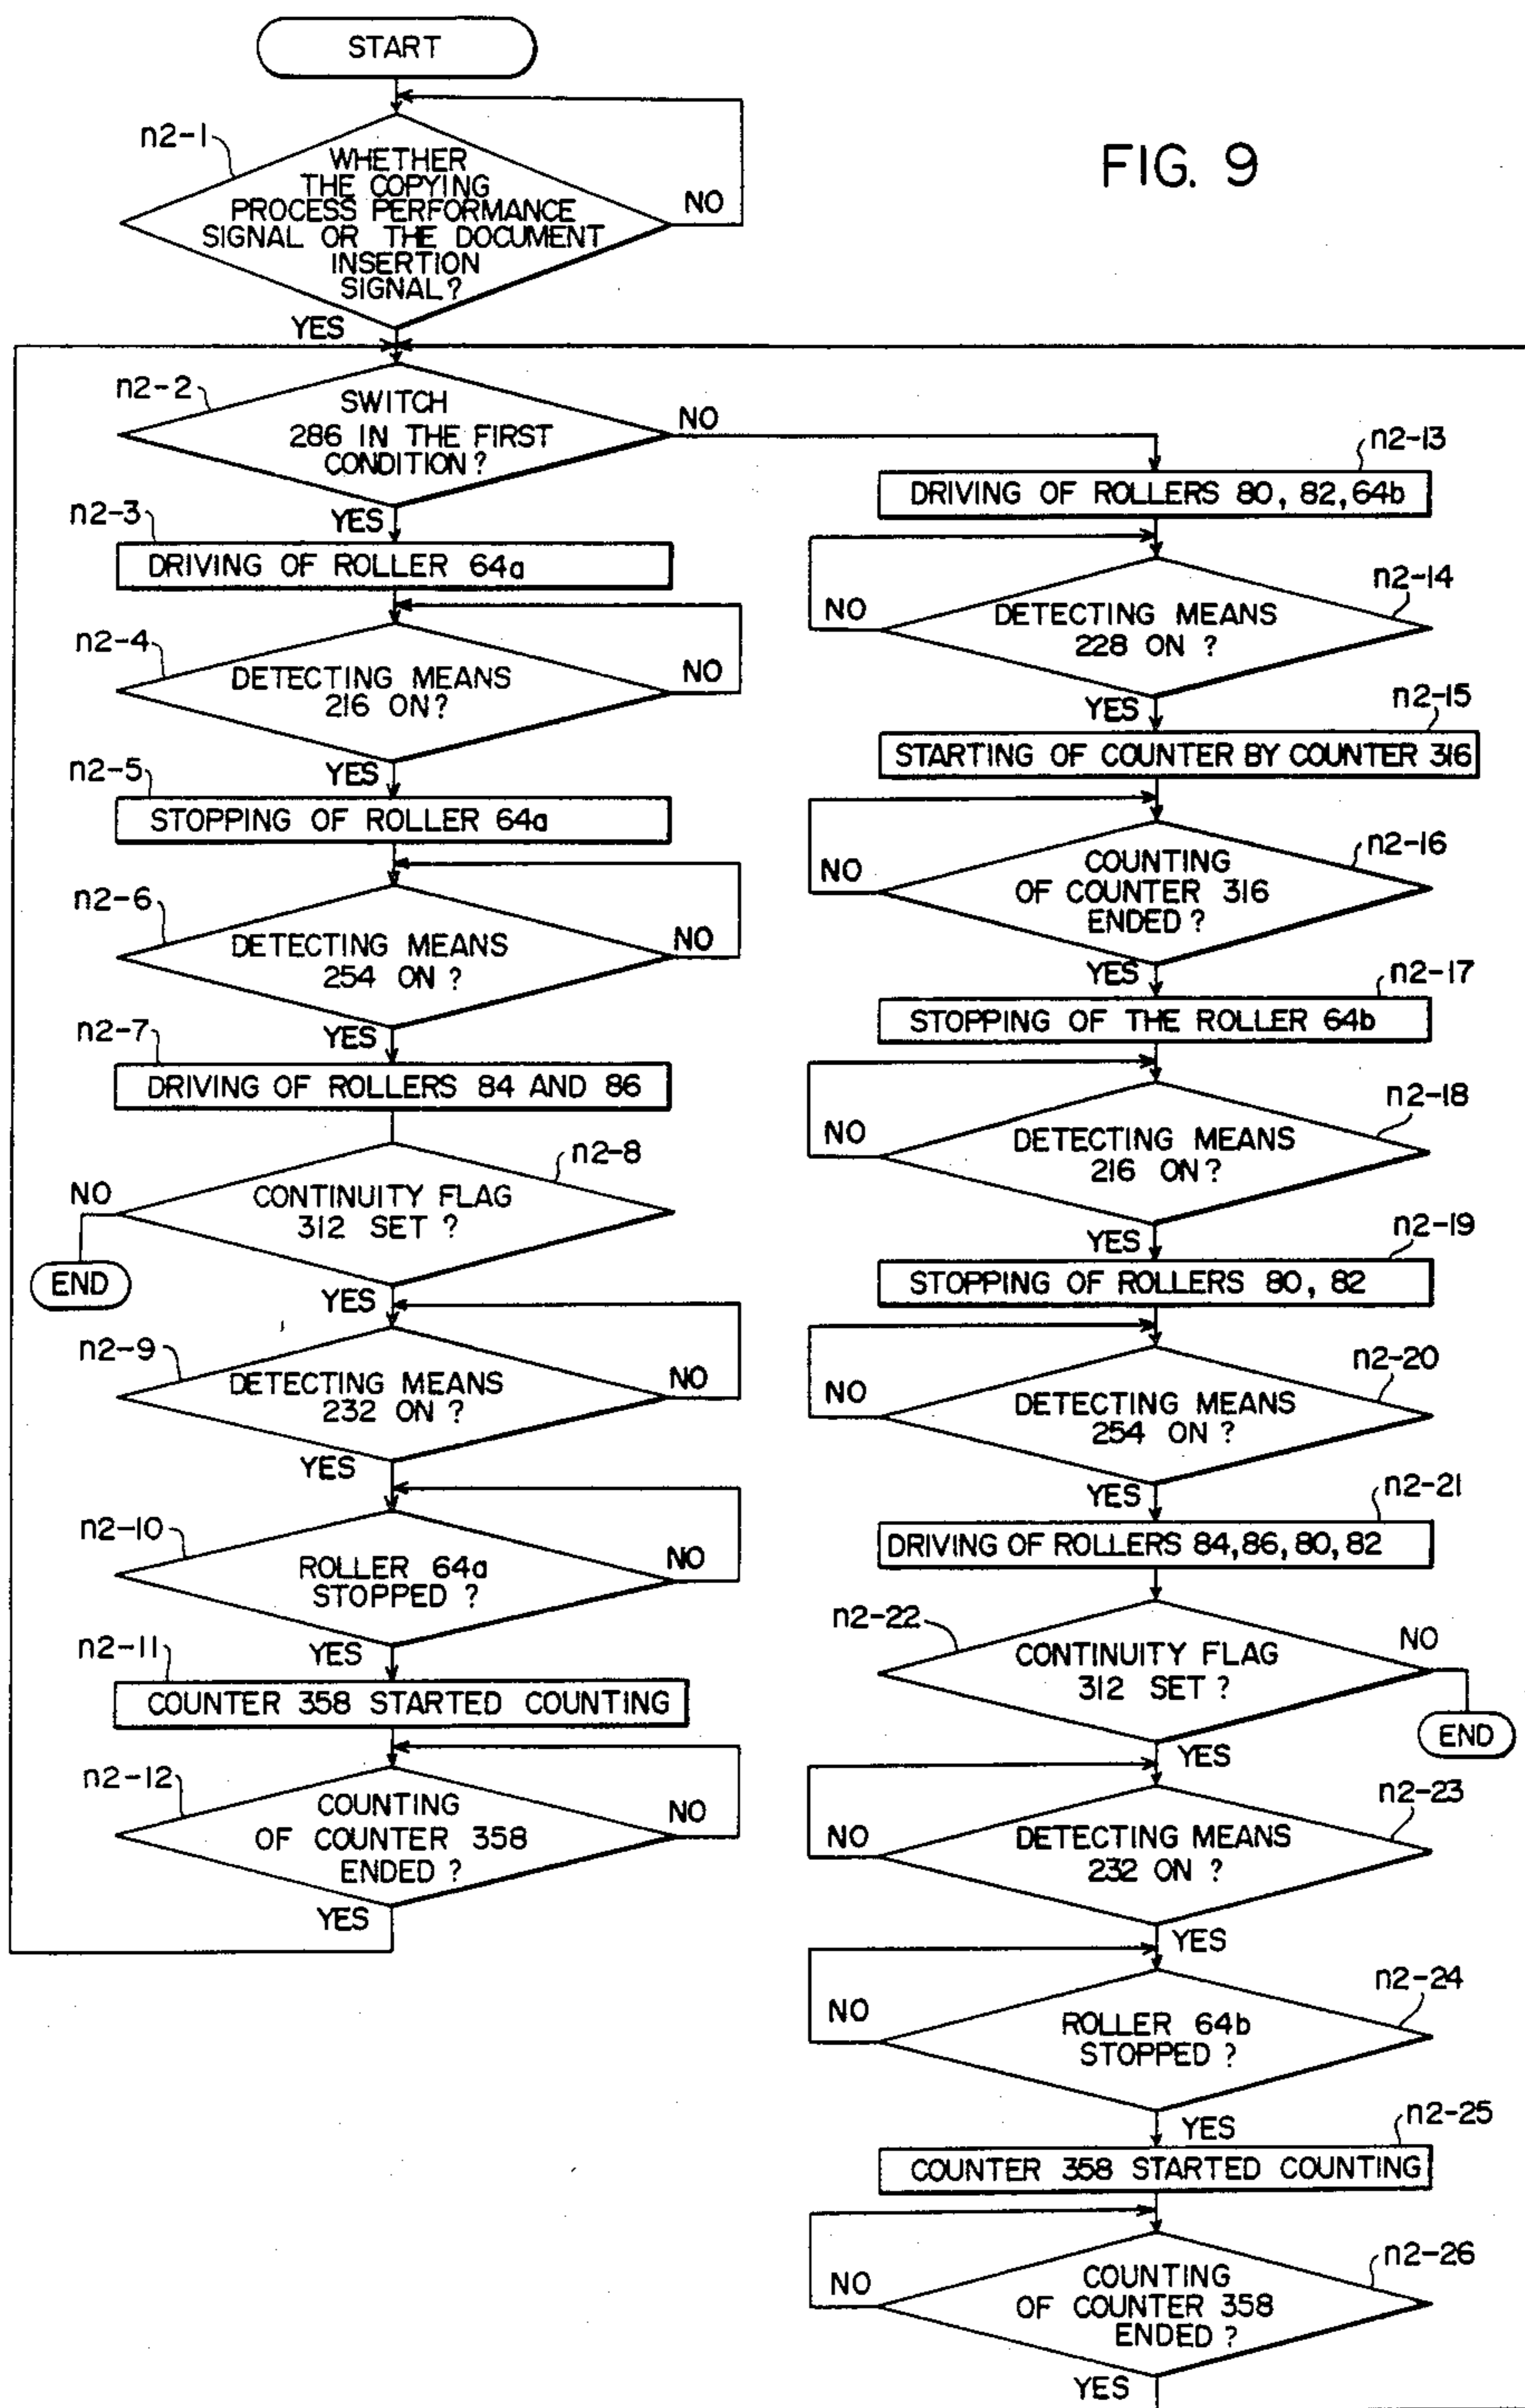 START
FIG. 9
n2-1
WHETHER
THE COPYING
PROCESS PERFORMANCE
SIGNAL OR THE DOCUMENT
INSERTION
SIGNAL?
NO
YES
n2-2
SWITCH
286 IN THE FIRST
CONDITION?
NO
YES
n2-3
DRIVING OF ROLLER 64a
n2-4
DETECTING MEANS
216 ON?
NO
YES
n2-5
STOPPING OF ROLLER 64a
n2-6
DETECTING MEANS
254 ON ?
NO
YES
n2-7
DRIVING OF ROLLERS 84 AND 86
n2-8
CONTINUITY FLAG
312 SET ?
NO
END
YES
n2-9
DETECTING MEANS
232 ON ?
NO
YES
n2-10
ROLLER 64a
STOPPED ?
NO
YES
n2-11
COUNTER 358 STARTED COUNTING
n2-12
COUNTING
OF COUNTER 358
ENDED ?
NO
YES
n2-13
DRIVING OF ROLLERS 80, 82, 64b
n2-14
DETECTING MEANS
228 ON ?
NO
YES
n2-15
STARTING OF COUNTER BY COUNTER 316
n2-16
COUNTING
OF COUNTER 316
ENDED ?
NO
YES
n2-17
STOPPING OF THE ROLLER 64b
n2-18
DETECTING MEANS
216 ON?
NO
YES
n2-19
STOPPING OF ROLLERS 80, 82
n2-20
DETECTING MEANS
254 ON ?
NO
YES
n2-21
DRIVING OF ROLLERS 84, 86, 80, 82
n2-22
CONTINUITY FLAG
312 SET ?
NO
END
YES
n2-23
DETECTING MEANS
232 ON ?
NO
YES
n2-24
ROLLER 64b
STOPPED ?
NO
YES
n2-25
COUNTER 358 STARTED COUNTING
n2-26
COUNTING
OF COUNTER 358
ENDED ?
NO
YES